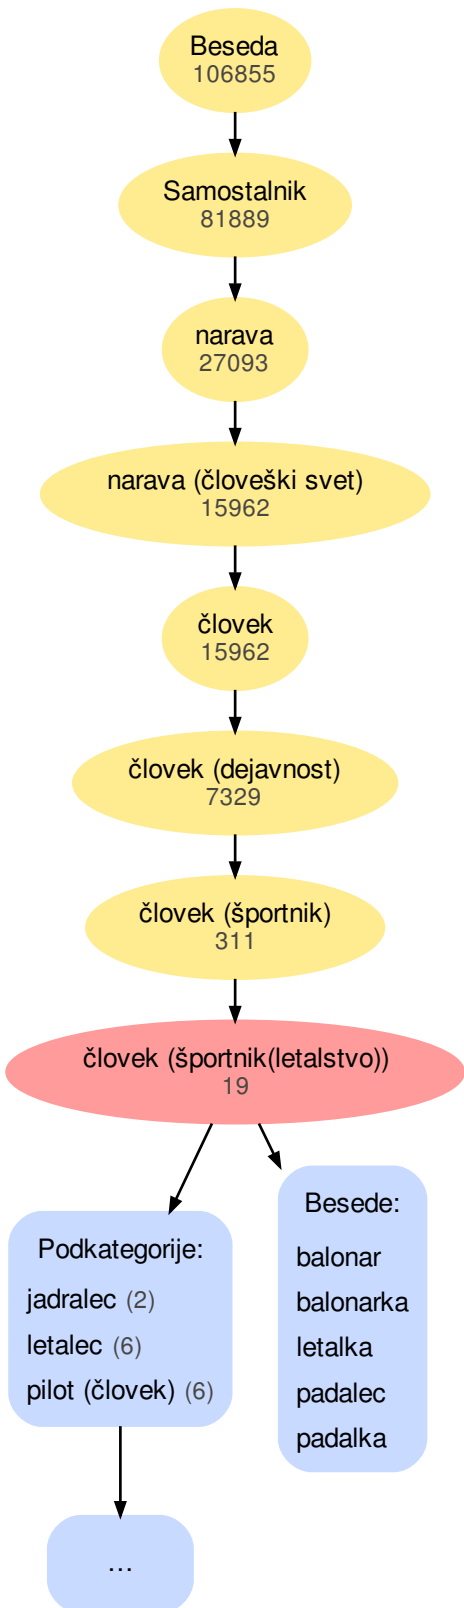 Beseda
106855
Samostalnik
81889
narava
27093
narava (človeški svet)
15962
človek
15962
človek (dejavnost)
7329
človek (športnik)
311
človek (športnik(letalstvo))
19
Podkategorije:
jadralec (2)
letalec (6)
pilot (človek) (6)
Besede:
balonar
balonarka
letalka
padalec
padalka
...